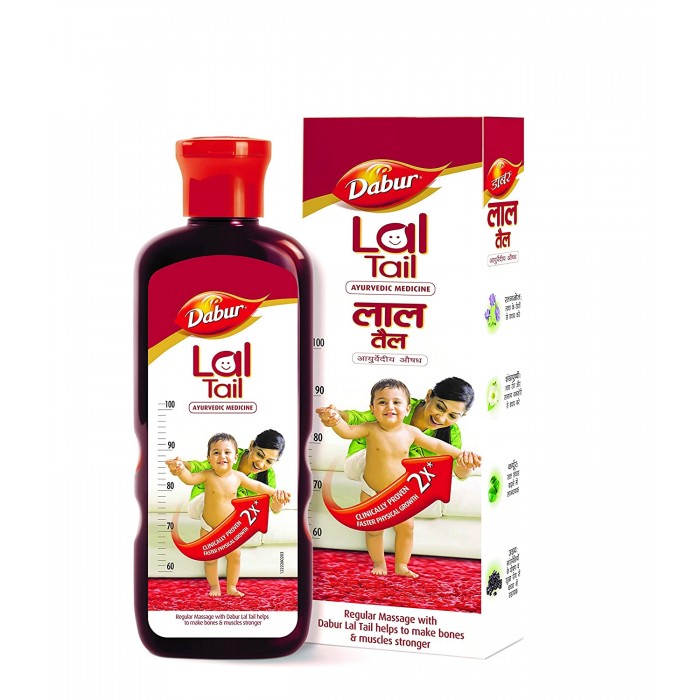 Dabur
Lal
Tail
AYURVEDIC MEDICINE
100
90
80
70
60
CLINICALLY PROVEN
FASTER PHYSICAL GROWTH
2X*
Regular Massage with Dabur Lal Tail helps
to make bones & muscles stronger
Dabur
Lal
Tail
AYURVEDIC MEDICINE
लाल
तैल
आयुर्वेदीय औषध
100
90
80
70
60
CLINICALLY PROVEN
FASTER PHYSICAL GROWTH
2X*
Regular Massage with
Dabur Lal Tail helps to make bones
& muscles stronger
डाबर
लाल
तैल
आयुर्वेदीय औषध